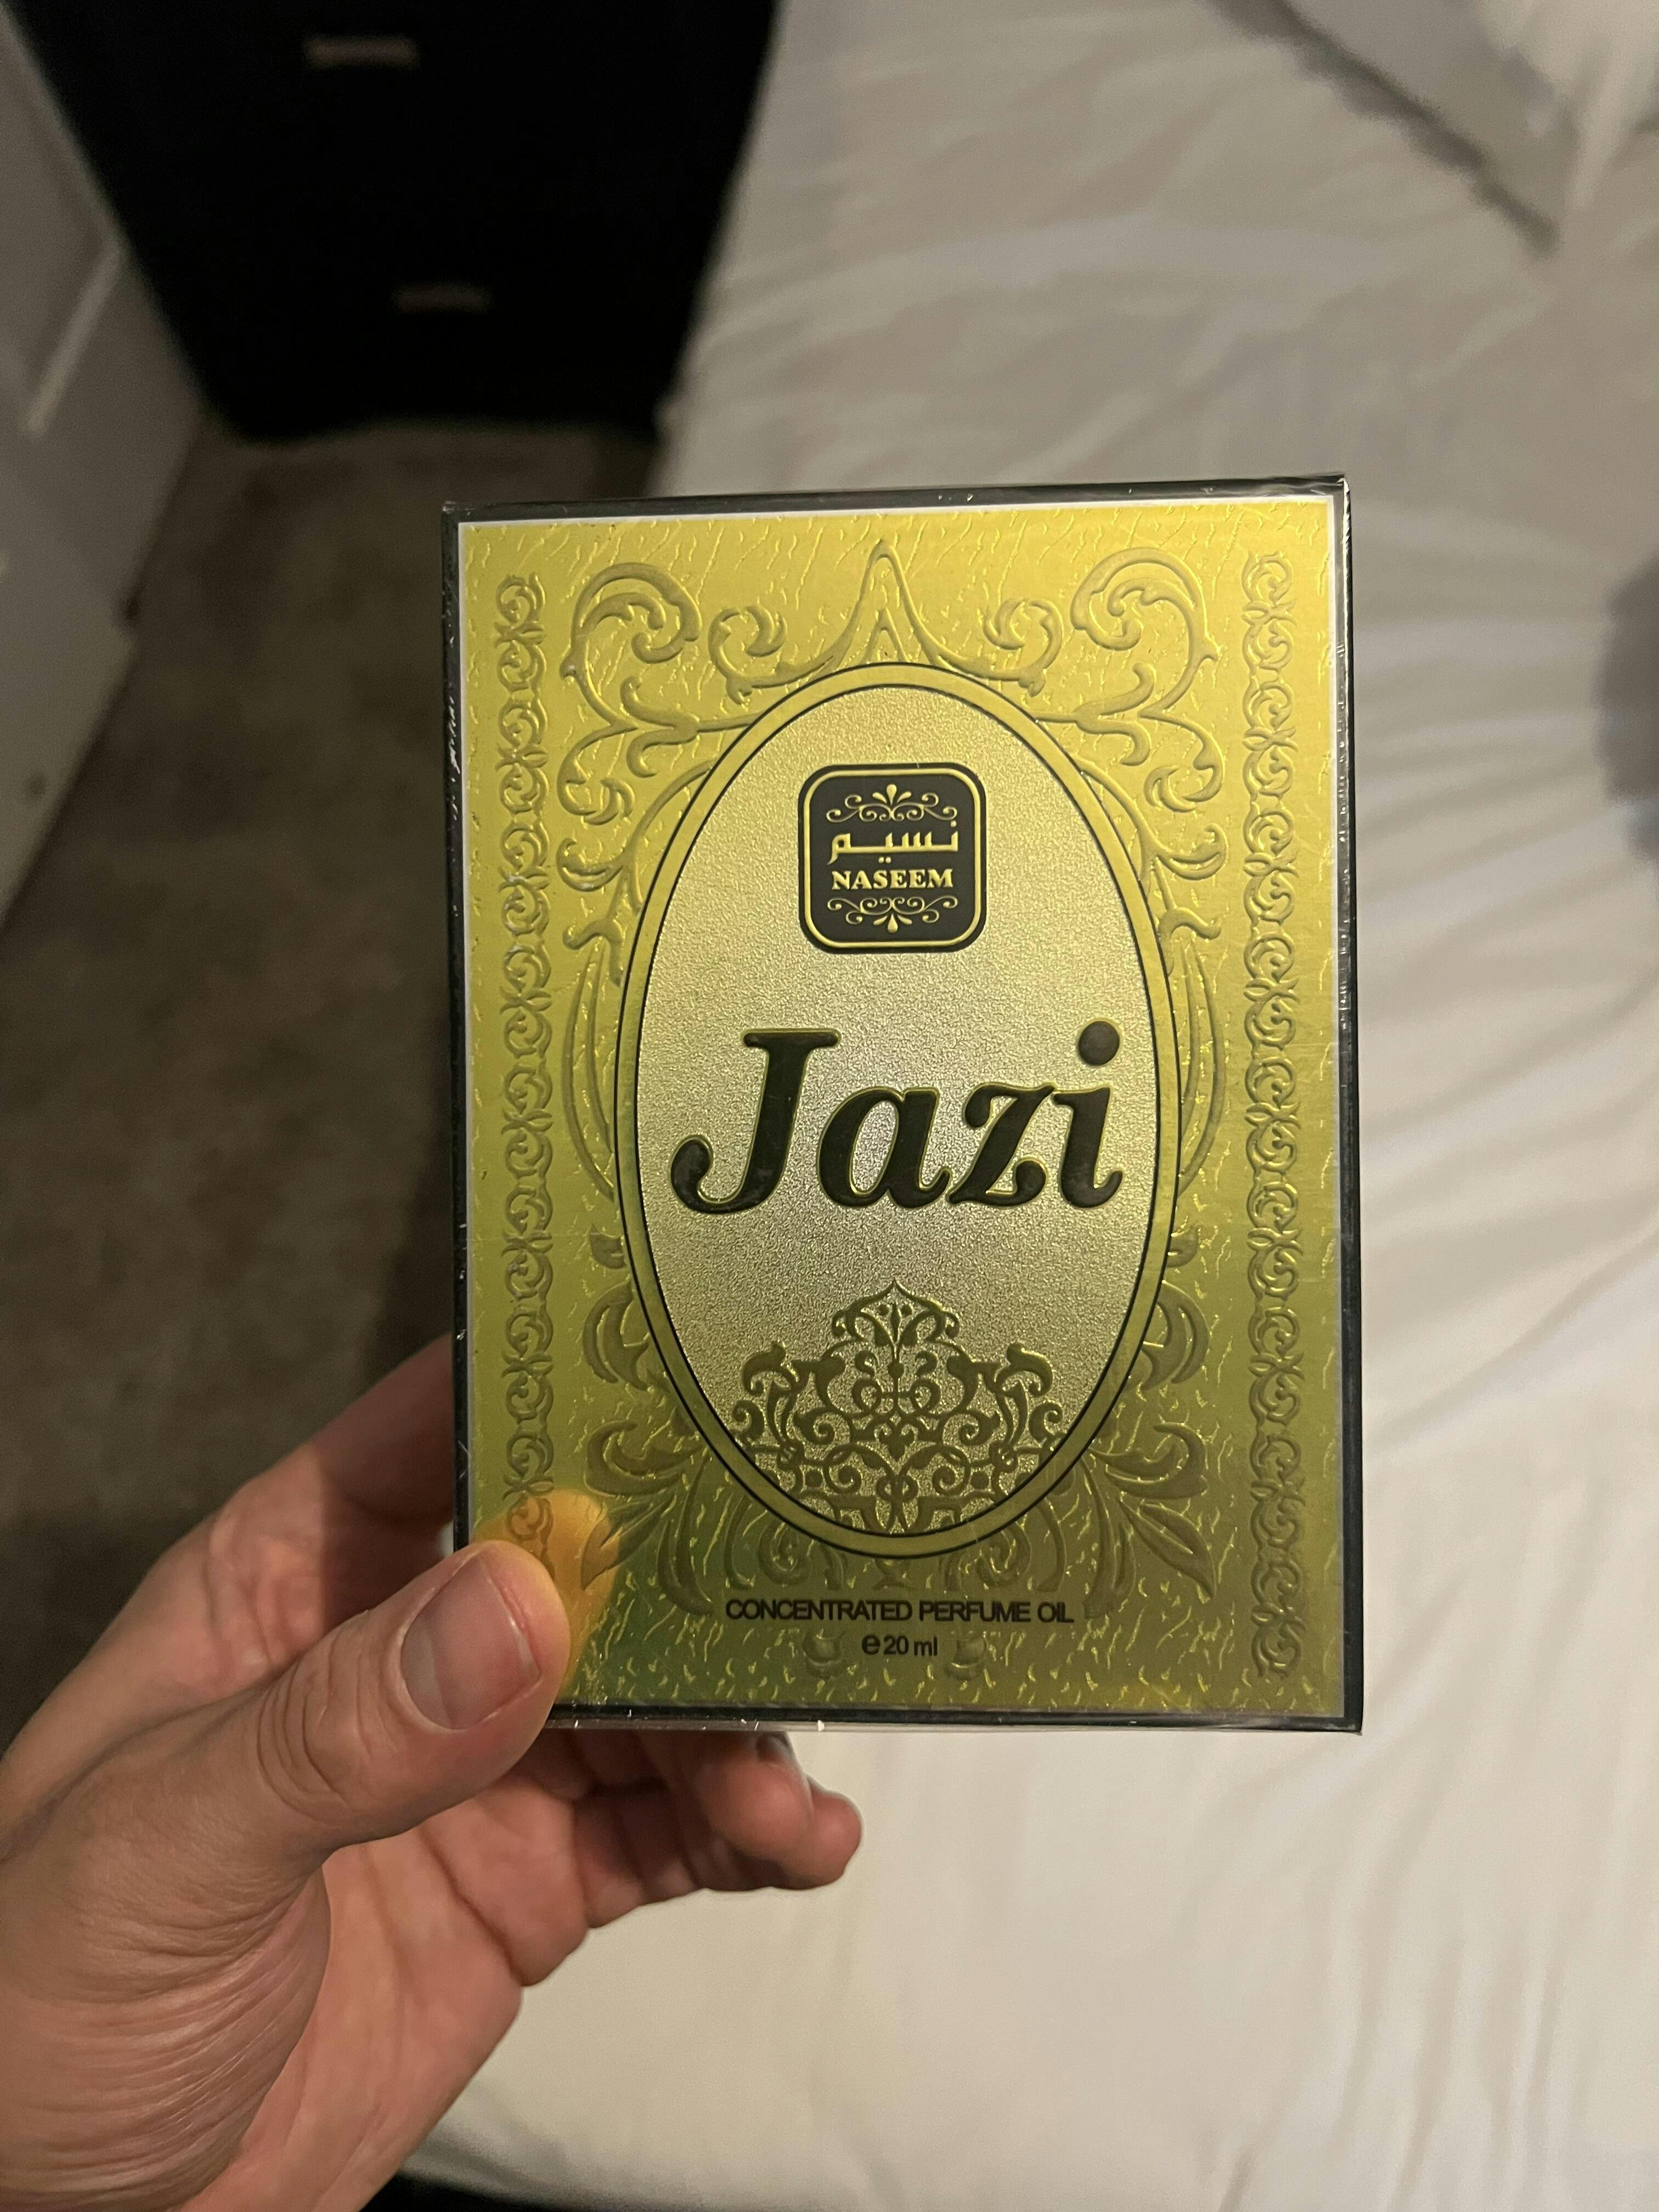 نسيم
NASEEM
Jazi
CONCENTRATED PERFUME OIL
℮20 ml